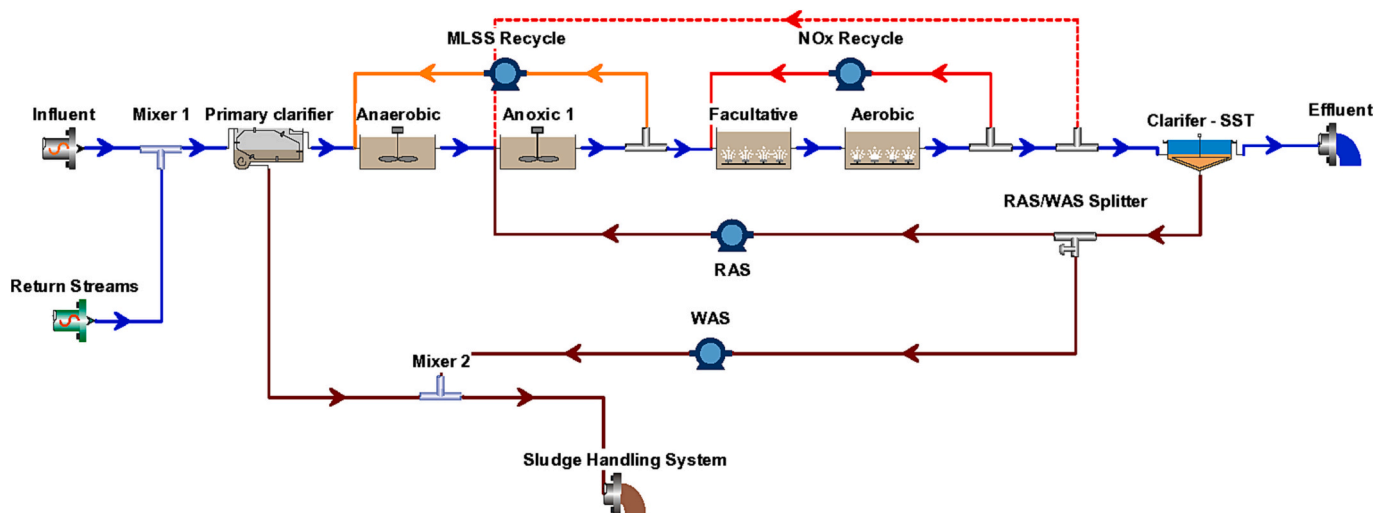 MLSS Recycle
NOx Recycle
Influent
Mixer 1
Primary clarifier
Anaerobic
Anoxic 1
Facultative
Aerobic
Clarifer - SST
Effluent
RAS/WAS Splitter
RAS
Return Streams
WAS
Mixer 2
Sludge Handling System